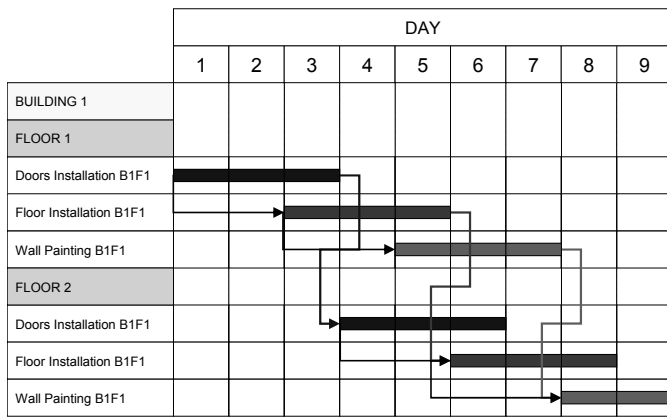 DAY
1 2 3 4 5 6 7 8 9
BUILDING 1
FLOOR 1
Doors Installation B1F1
Floor Installation B1F1
Wall Painting B1F1
FLOOR 2
Doors Installation B1F1
Floor Installation B1F1
Wall Painting B1F1